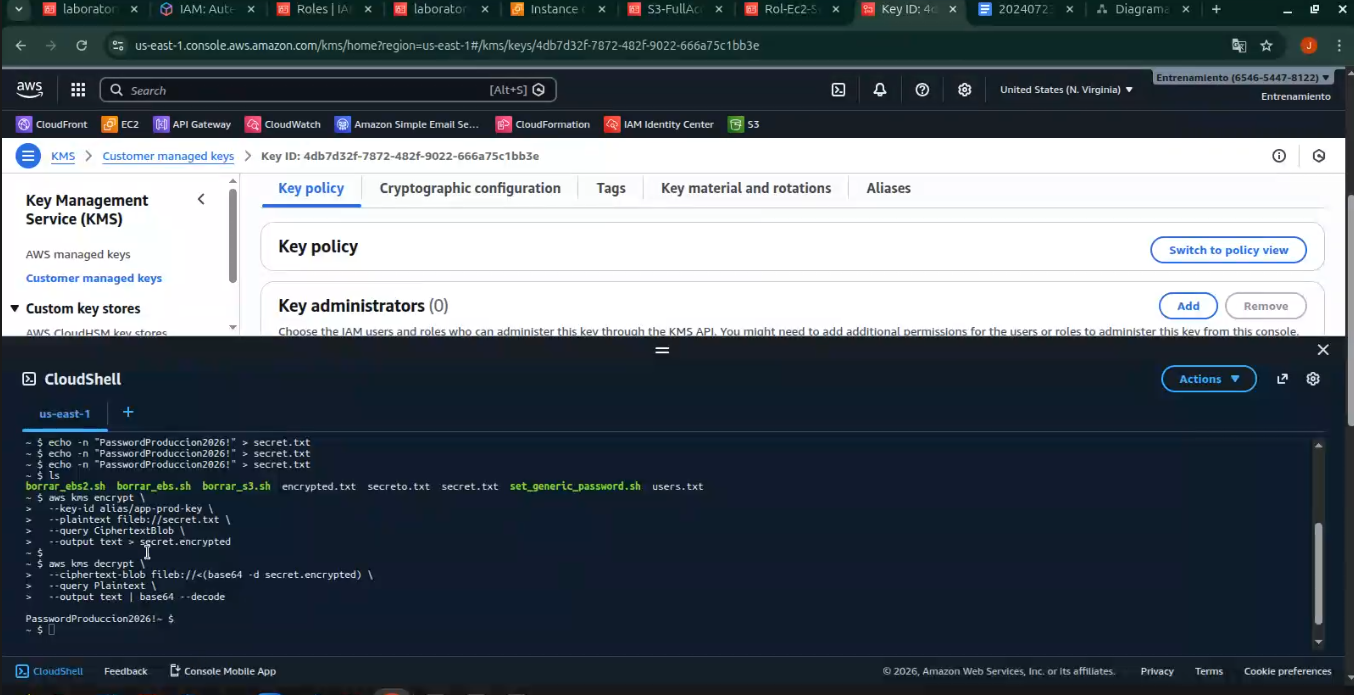 laborator
IAM: Aute
Roles | IA
laborator
Instance
S3-FullAc
Rol-Ec2-S
Key ID: 4d
2024072
Diagrama
us-east-1.console.aws.amazon.com/kms/home?region=us-east-1#/kms/keys/4db7d32f-7872-482f-9022-666a75c1bb3e
J
aws
Search
[Alt+S]
United States (N. Virginia)
Entrenamiento (6546-5447-8122)
Entrenamiento
CloudFront
EC2
API Gateway
CloudWatch
Amazon Simple Email Se...
CloudFormation
IAM Identity Center
S3
KMS
Customer managed keys
Key ID: 4db7d32f-7872-482f-9022-666a75c1bb3e
Key Management
Service (KMS)
AWS managed keys
Customer managed keys
Custom key stores
AWS CloudHSM key stores
Key policy
Cryptographic configuration
Tags
Key material and rotations
Aliases
Key policy
Switch to policy view
Key administrators (0)
Add
Remove
Choose the IAM users and roles who can administer this key through the KMS API. You might need to add additional permissions for the users or roles to administer this key from this console.
CloudShell
Actions
us-east-1
+
~ $ echo -n "PasswordProduccion2026!" > secret.txt
~ $ echo -n "PasswordProduccion2026!" > secret.txt
~ $ echo -n "PasswordProduccion2026!" > secret.txt
~ $ ls
borrar_ebs2.sh borrar_ebs.sh borrar_s3.sh encrypted.txt secreto.txt secret.txt set_generic_password.sh users.txt
~ $ aws kms encrypt \
> --key-id alias/app-prod-key \
> --plaintext fileb://secret.txt \
> --query CiphertextBlob \
> --output text > secret.encrypted
~ $
~ $ aws kms decrypt \
> --ciphertext-blob fileb://<(base64 -d secret.encrypted) \
> --query Plaintext \
> --output text | base64 --decode
PasswordProduccion2026!~ $
~ $
CloudShell
Feedback
Console Mobile App
© 2026, Amazon Web Services, Inc. or its affiliates.
Privacy
Terms
Cookie preferences